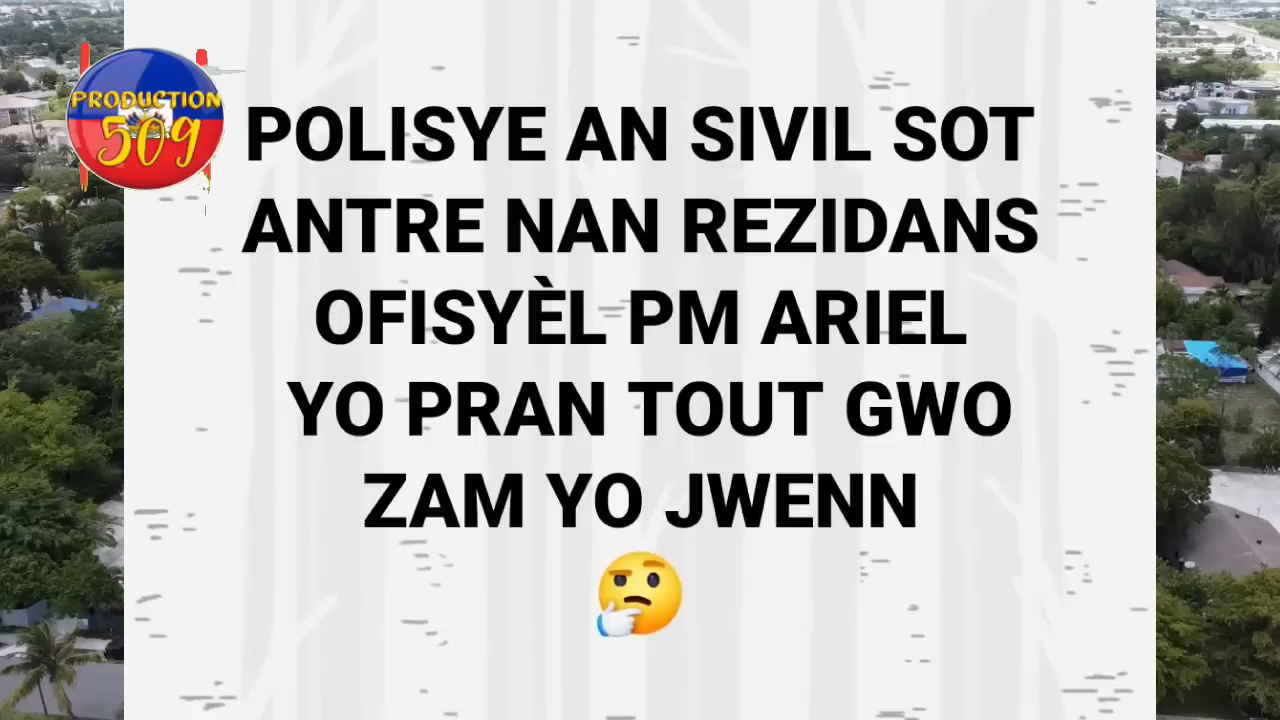 PRODUCTION
509
POLISYE AN SIVIL SOT
ANTRE NAN REZIDANS
OFISYÈL PM ARIEL
YO PRAN TOUT GWO
ZAM YO JWENN